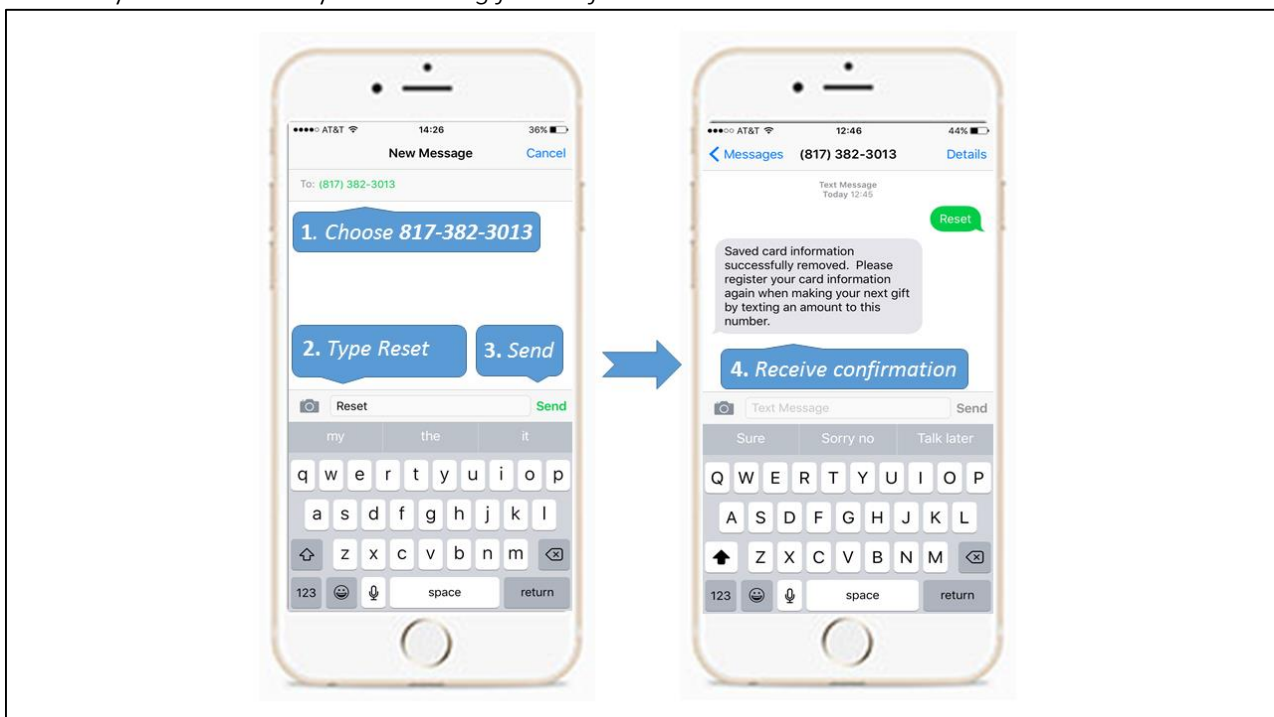 AT&T 14:26 36%
New Message Cancel
To: (817) 382-3013
1. Choose 817-382-3013
2. Type Reset
3. Send
Reset Send
my the it
q w e r t y u i o p
a s d f g h j k l
z x c v b n m
123 space return
AT&T 12:46 44%
Messages (817) 382-3013 Details
Text Message
Today 12:45
Reset
Saved card information
successfully removed. Please
register your card information
again when making your next gift
by texting an amount to this
number.
4. Receive confirmation
Text Message Send
Sure Sorry no Talk later
Q W E R T Y U I O P
A S D F G H J K L
Z X C V B N M
123 space return